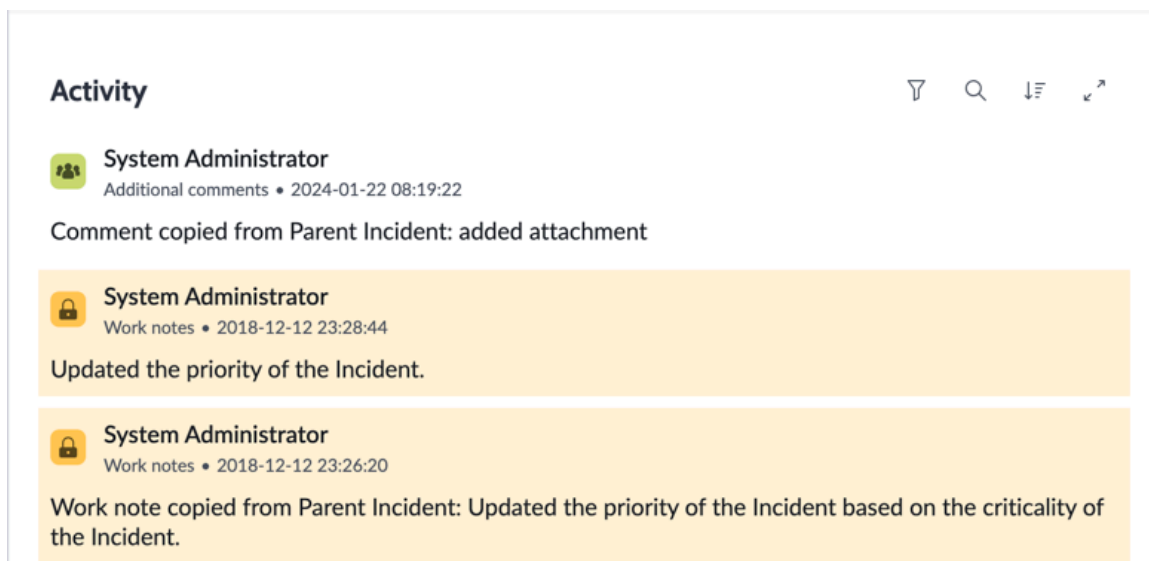 Activity
System Administrator
Additional comments • 2024-01-22 08:19:22
Comment copied from Parent Incident: added attachment
System Administrator
Work notes • 2018-12-12 23:28:44
Updated the priority of the Incident.
System Administrator
Work notes • 2018-12-12 23:26:20
Work note copied from Parent Incident: Updated the priority of the Incident based on the criticality of
the Incident.